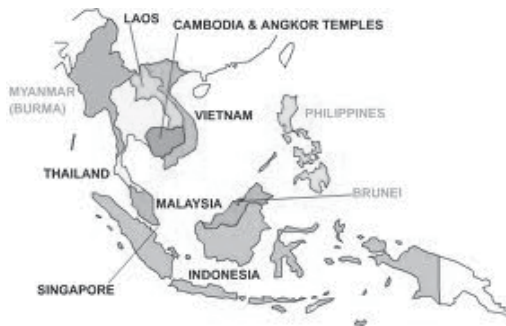 LAOS
CAMBODIA & ANGKOR TEMPLES
MYANMAR
(BURMA)
VIETNAM
PHILIPPINES
THAILAND
MALAYSIA
BRUNEI
INDONESIA
SINGAPORE